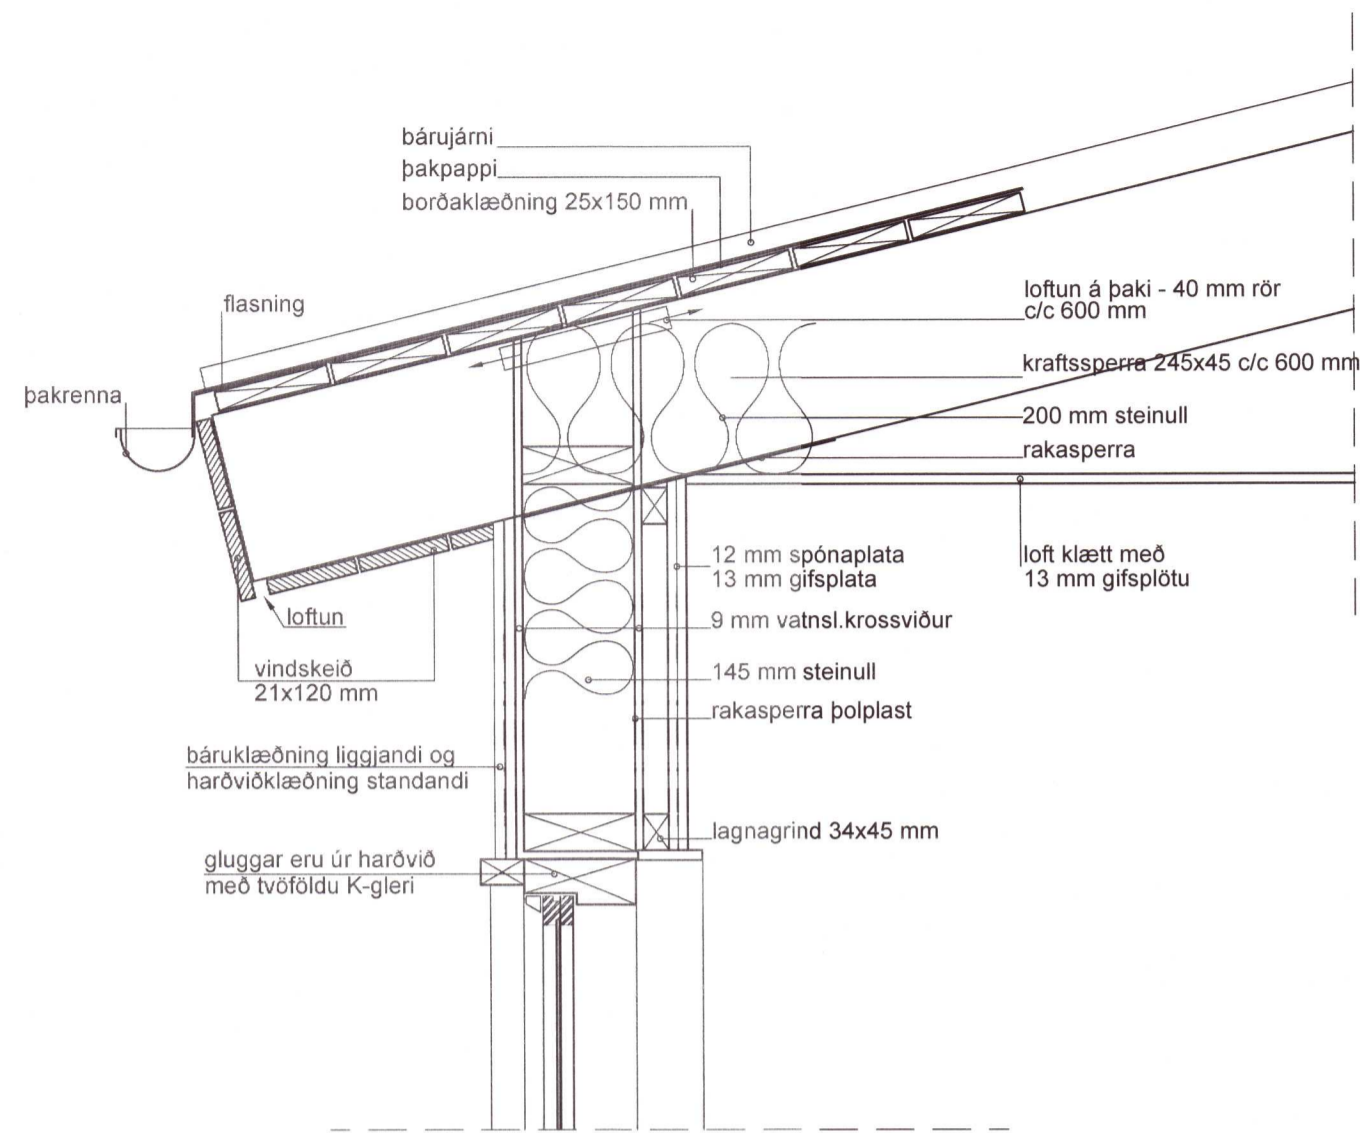 bárujárni
þakpappi
borðaklæðning 25x150 mm
flasning
þakrenna
loftun á þaki - 40 mm rör
c/c 600 mm
kraftssperra 245x45 c/c 600 mm
200 mm steinull
rakasperra
12 mm spónaplata
13 mm gifsplata
loft klætt með
13 mm gifsplötu
loftun
9 mm vatnsl.krossviður
vindskeið
21x120 mm
145 mm steinull
rakasperra þolplast
báruklæðning liggjandi og
harðviðklæðning standandi
lagnagrind 34x45 mm
gluggar eru úr harðvið
með tvöföldu K-gleri